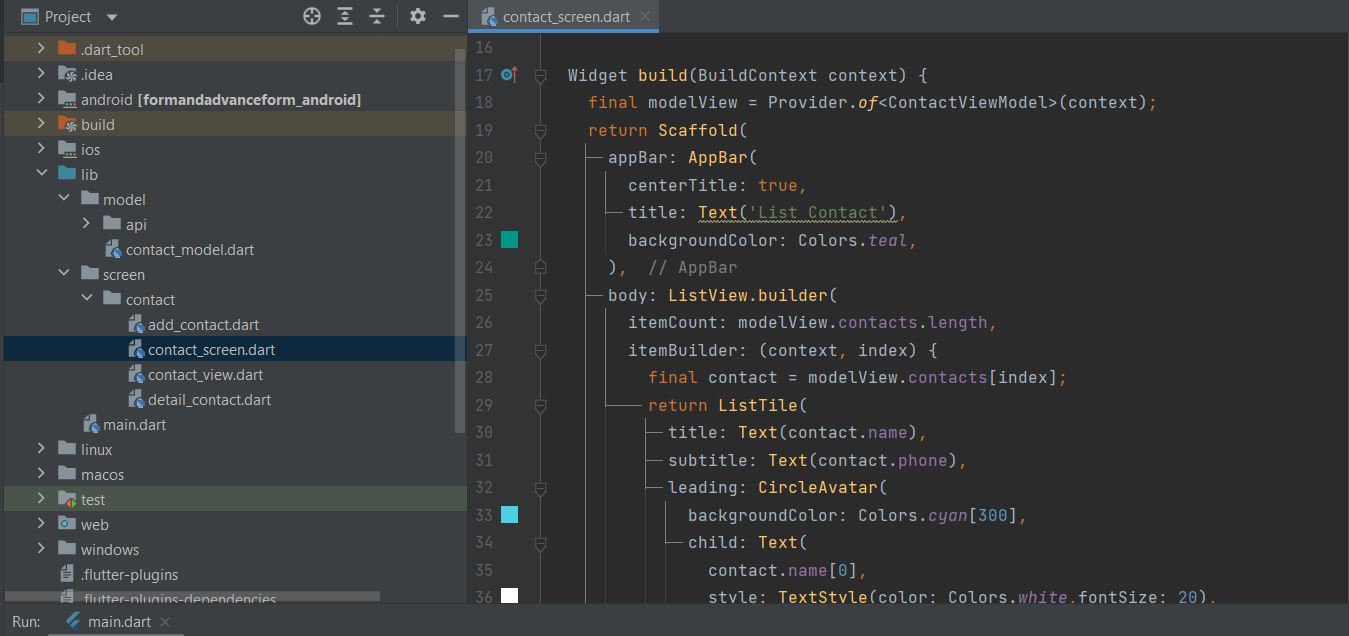 Project
.dart_tool
.idea
android [formandadvanceform_android]
build
ios
lib
model
api
contact_model.dart
screen
contact
add_contact.dart
contact_screen.dart
contact_view.dart
detail_contact.dart
main.dart
linux
macos
test
web
windows
.flutter-plugins
.flutter-plugins-dependencies
contact_screen.dart
16
17 Widget build(BuildContext context) {
18 final modelView = Provider.of<ContactViewModel>(context);
19 return Scaffold(
20 appBar: AppBar(
21 centerTitle: true,
22 title: Text('List Contact'),
23 backgroundColor: Colors.teal,
24 ), // AppBar
25 body: ListView.builder(
26 itemCount: modelView.contacts.length,
27 itemBuilder: (context, index) {
28 final contact = modelView.contacts[index];
29 return ListTile(
30 title: Text(contact.name),
31 subtitle: Text(contact.phone),
32 leading: CircleAvatar(
33 backgroundColor: Colors.cyan[300],
34 child: Text(
35 contact.name[0],
36 style: TextStyle(color: Colors.white,fontSize: 20),
Run: main.dart